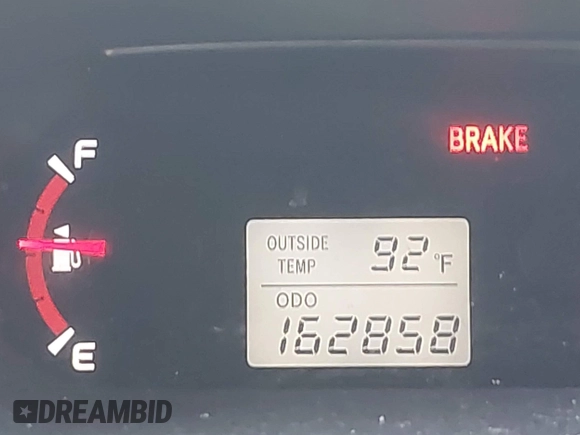 F
BRAKE
OUTSIDE TEMP 92°F
ODO
162858
E
DREAMBID